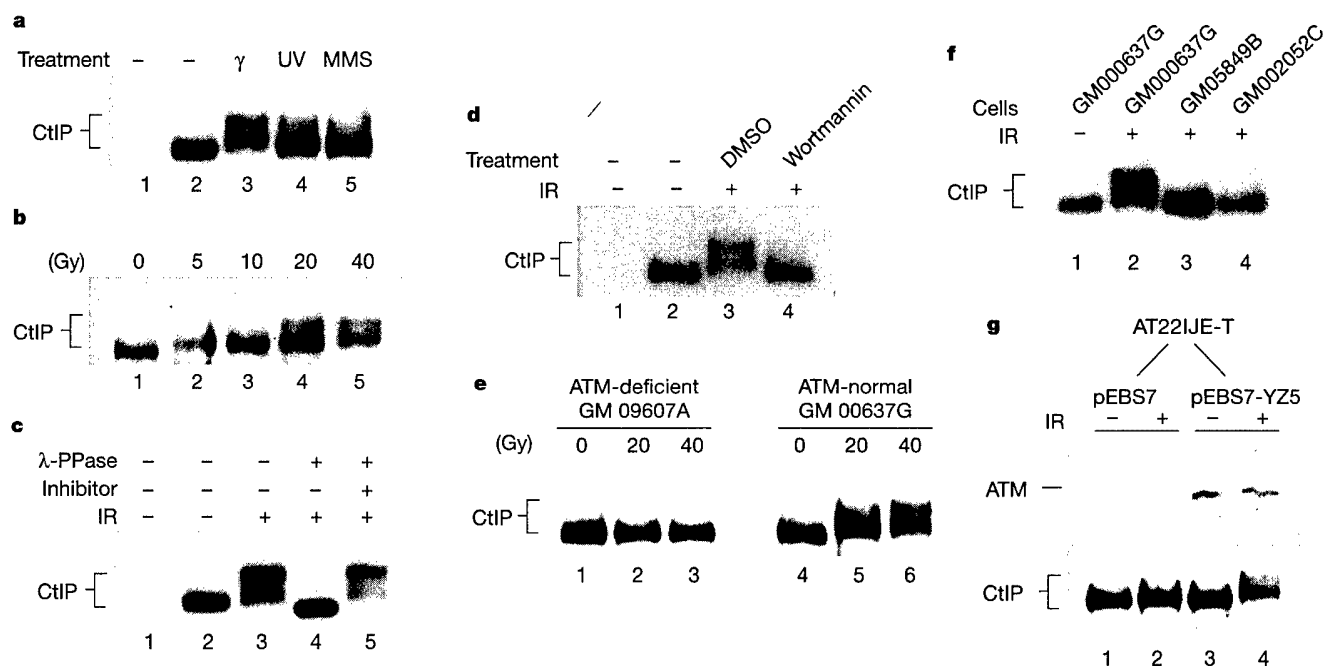 a
Treatment – – γ UV MMS
CtIP
1 2 3 4 5
b
(Gy) 0 5 10 20 40
CtIP
1 2 3 4 5
c
λ-PPase – – – + +
Inhibitor – – – – +
IR – – + + +
CtIP
1 2 3 4 5
d
Treatment – – DMSO Wortmannin
IR – – + +
CtIP
1 2 3 4
e
ATM-deficient
GM 09607A
ATM-normal
GM 00637G
(Gy) 0 20 40 0 20 40
CtIP
1 2 3 4 5 6
f
Cells GM000637G GM000637G GM05849B GM002052C
IR – + + +
CtIP
1 2 3 4
g
AT22IJE-T
pEBS7 pEBS7-YZ5
IR – + – +
ATM
CtIP
1 2 3 4